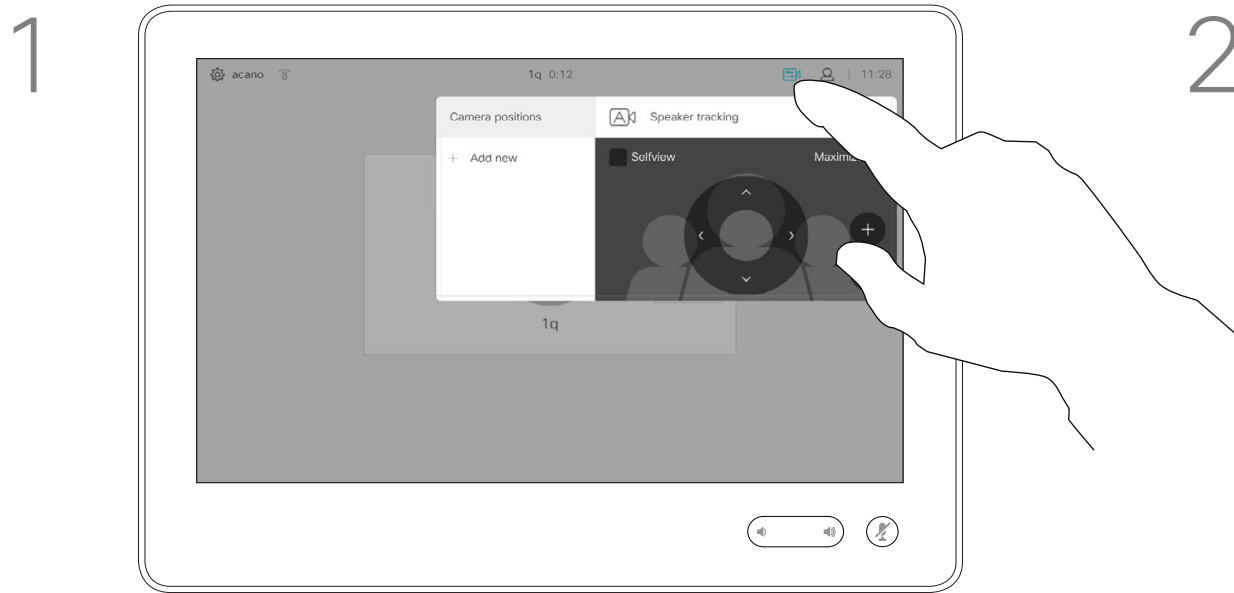 1
2
acano
1q 0:12
11:28
Camera positions
Speaker tracking
Add new
Selfview
1q